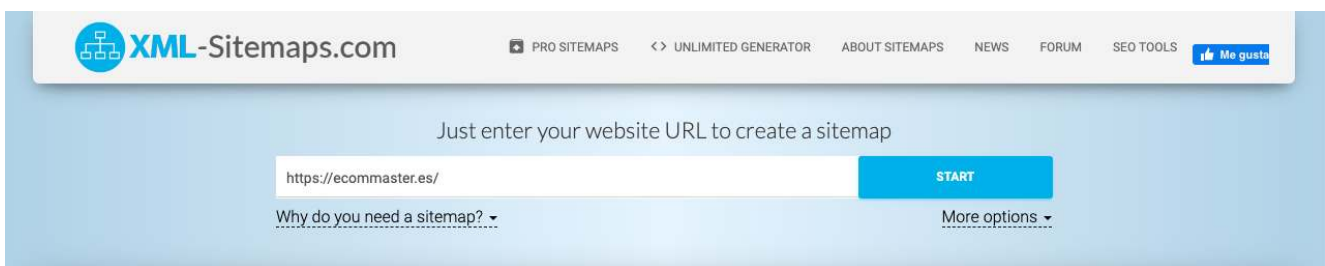 XML-Sitemaps.com PRO SITEMAPS <> UNLIMITED GENERATOR ABOUT SITEMAPS NEWS FORUM SEO TOOLS Me gusta
Just enter your website URL to create a sitemap
https://ecommaster.es/ START
Why do you need a sitemap? More options